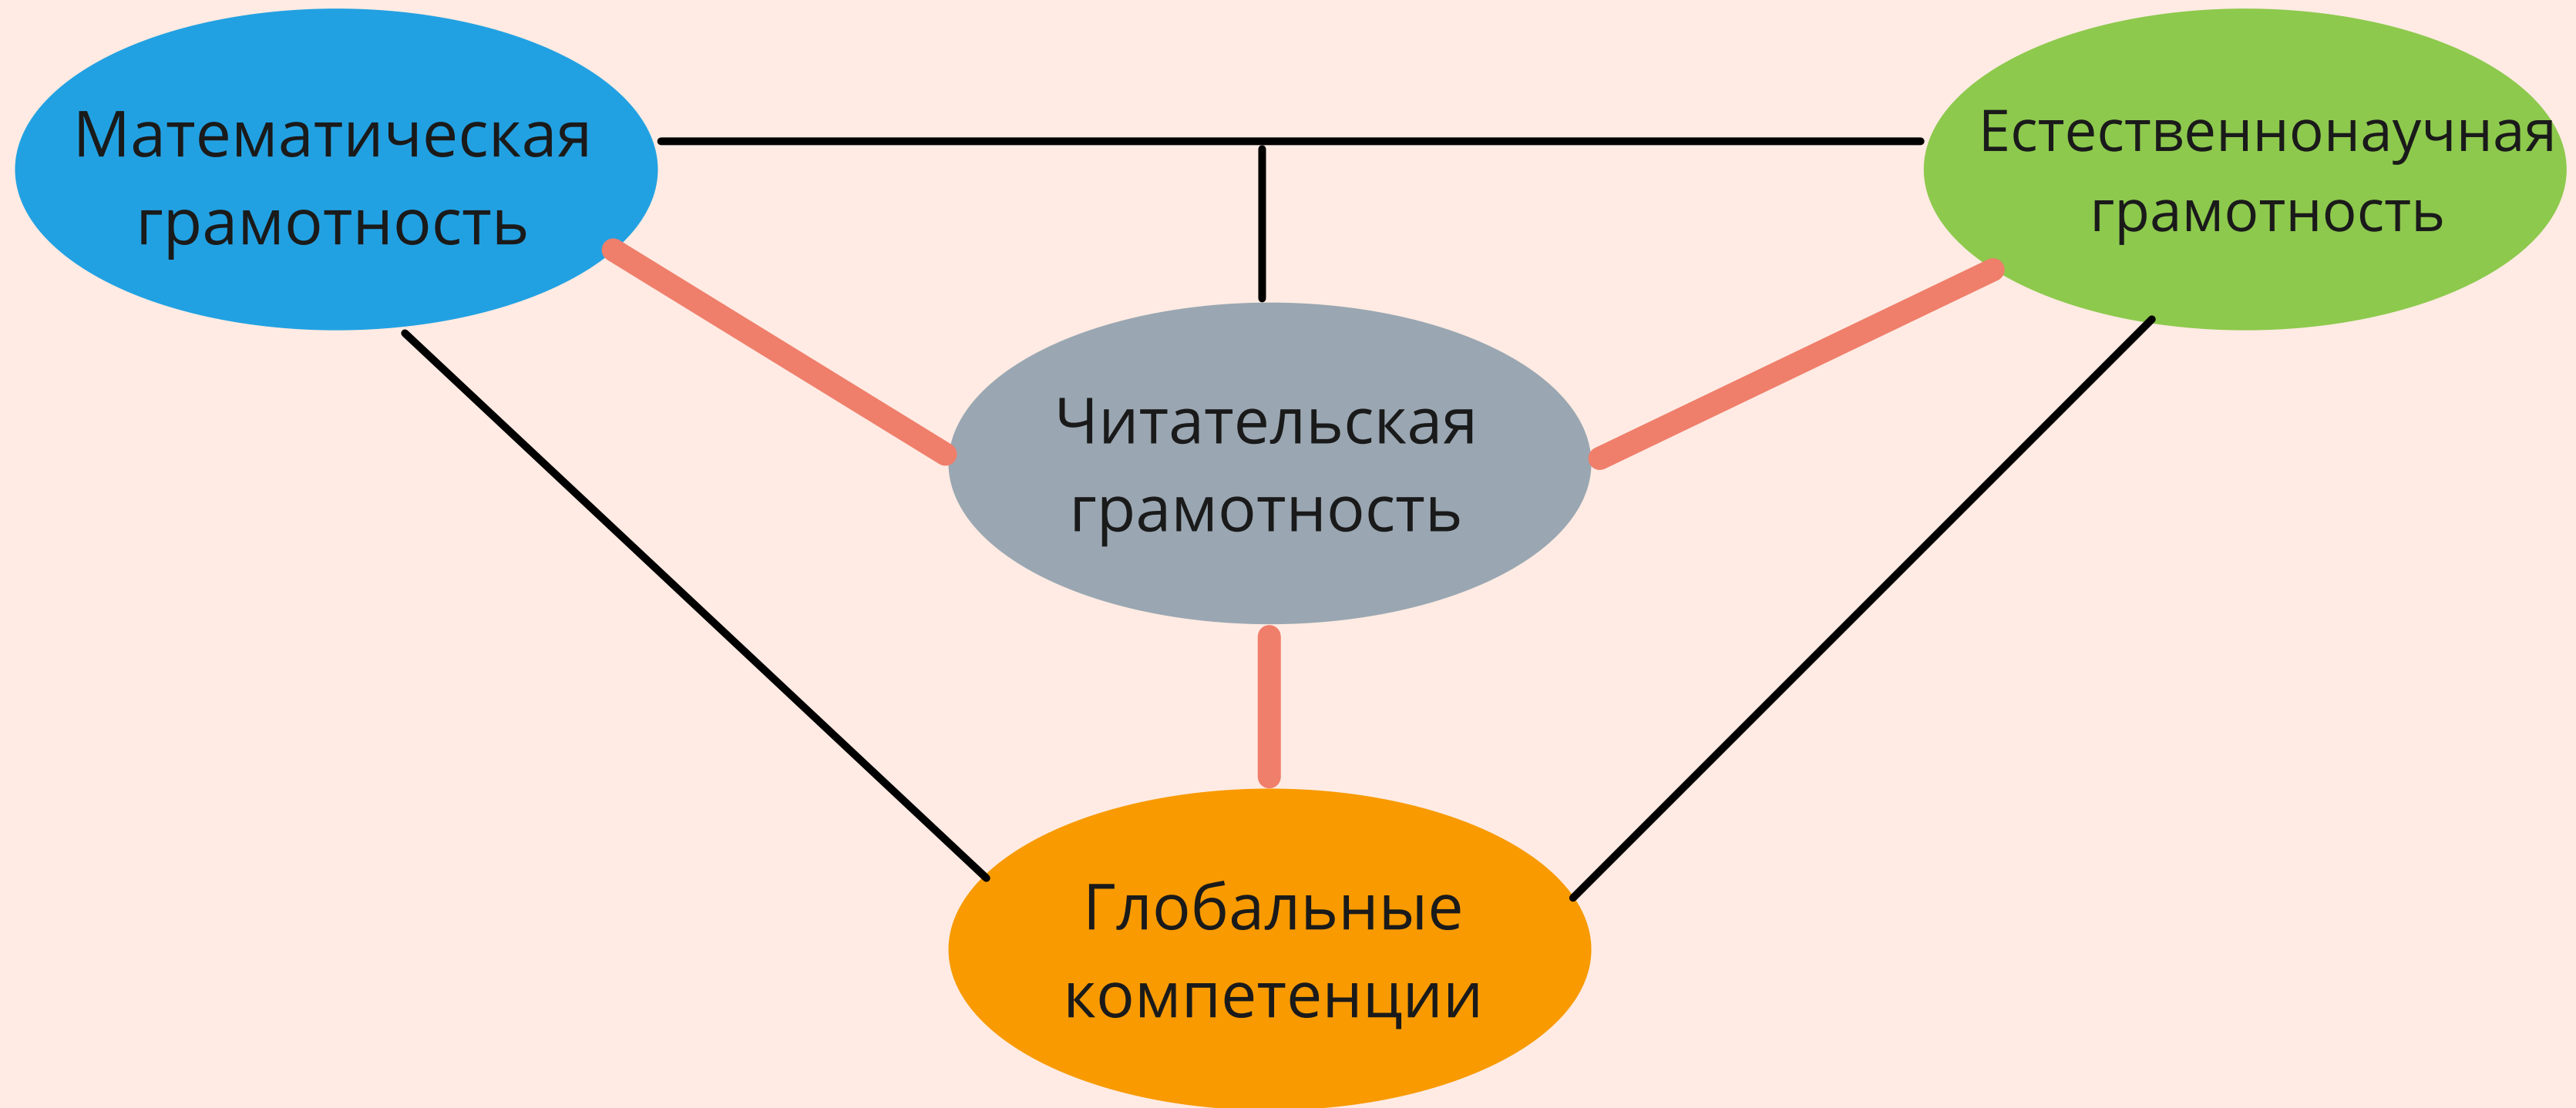 Математическая
грамотность
Естественнонаучная
грамотность
Читательская
грамотность
Глобальные
компетенции